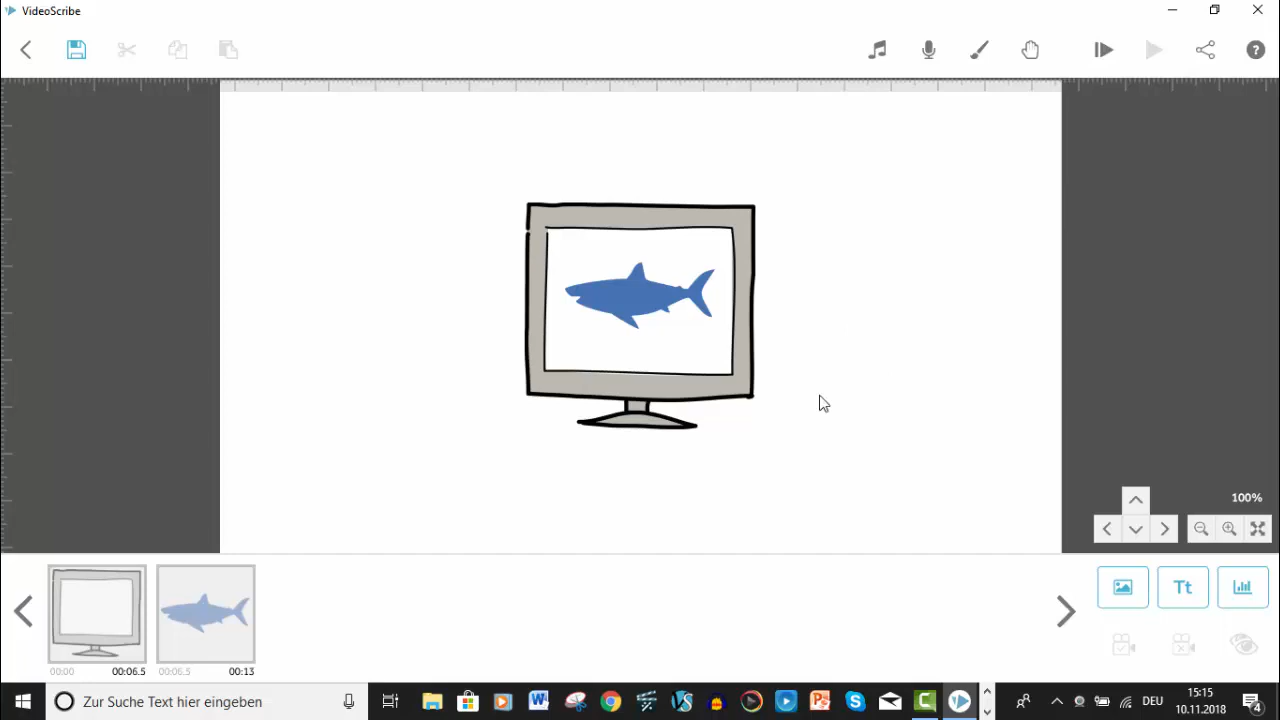 VideoScribe
100%
Tt
00:00 00:06.5 00:06.5 00:13
Zur Suche Text hier eingeben
DEU
15:15
10.11.2018
4